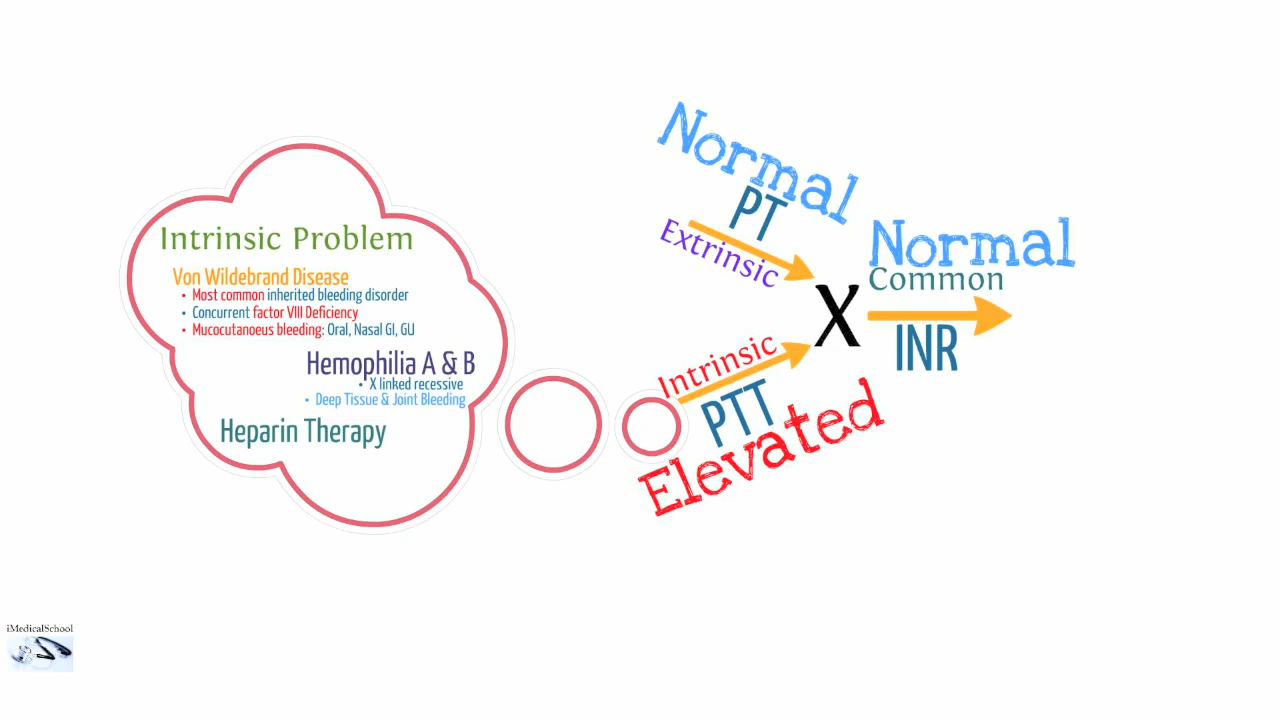 Intrinsic Problem
Von Wildebrand Disease
• Most common inherited bleeding disorder
• Concurrent factor VIII Deficiency
• Mucocutanoeus bleeding: Oral, Nasal GI, GU
Hemophilia A & B
• X linked recessive
• Deep Tissue & Joint Bleeding
Heparin Therapy
Normal
PT
Extrinsic
Intrinsic
PTT
Elevated
X
Normal
Common
INR
iMedicalSchool